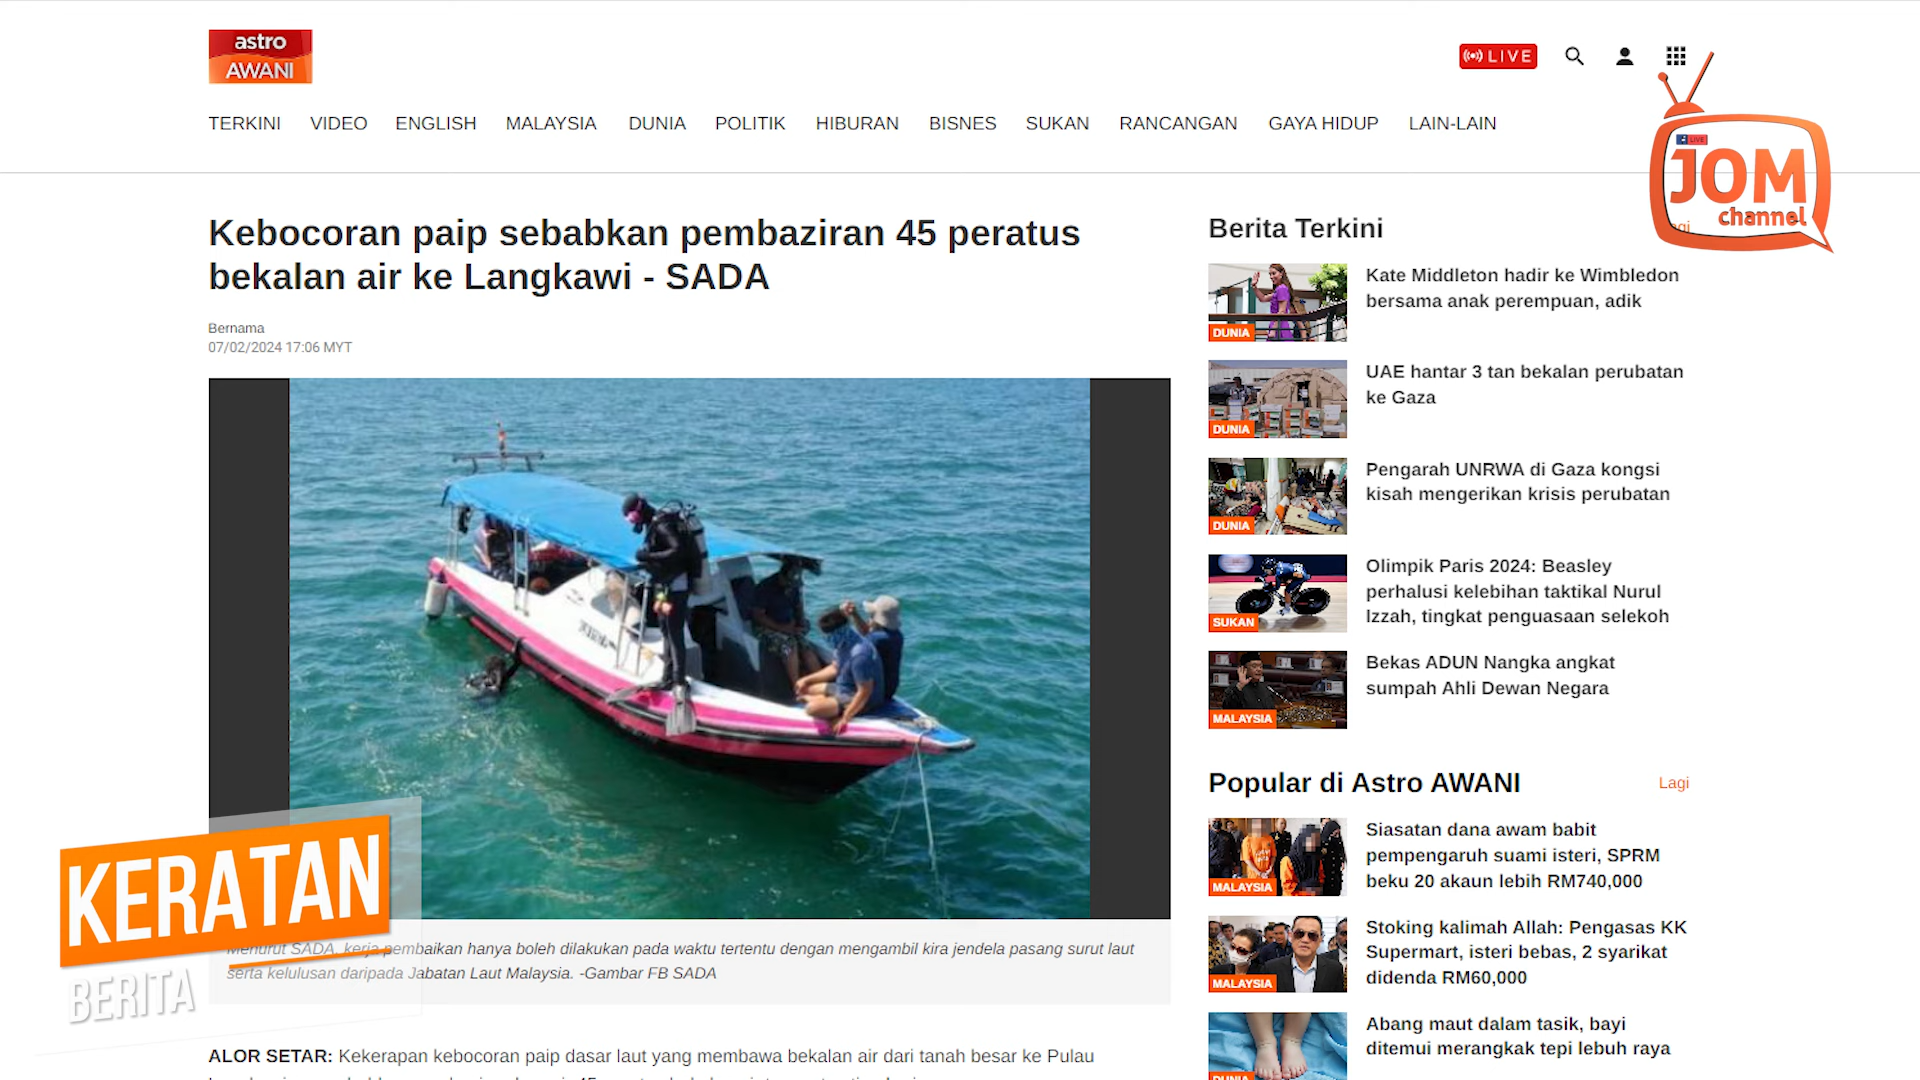 astro
AWANI
LIVE
TERKINI VIDEO ENGLISH MALAYSIA DUNIA POLITIK HIBURAN BISNES SUKAN RANCANGAN GAYA HIDUP LAIN-LAIN
LIVE
JOM
channel
Kebocoran paip sebabkan pembaziran 45 peratus
bekalan air ke Langkawi - SADA
Bernama
07/02/2024 17:06 MYT
Menurut SADA, kerja pembaikan hanya boleh dilakukan pada waktu tertentu dengan mengambil kira jendela pasang surut laut
serta kelulusan daripada Jabatan Laut Malaysia. -Gambar FB SADA
KERATAN
BERITA
ALOR SETAR: Kekerapan kebocoran paip dasar laut yang membawa bekalan air dari tanah besar ke Pulau
Berita Terkini
DUNIA
Kate Middleton hadir ke Wimbledon
bersama anak perempuan, adik
DUNIA
UAE hantar 3 tan bekalan perubatan
ke Gaza
DUNIA
Pengarah UNRWA di Gaza kongsi
kisah mengerikan krisis perubatan
SUKAN
Olimpik Paris 2024: Beasley
perhalusi kelebihan taktikal Nurul
Izzah, tingkat penguasaan selekoh
MALAYSIA
Bekas ADUN Nangka angkat
sumpah Ahli Dewan Negara
Popular di Astro AWANI
Lagi
MALAYSIA
Siasatan dana awam babit
pempengaruh suami isteri, SPRM
beku 20 akaun lebih RM740,000
MALAYSIA
Stoking kalimah Allah: Pengasas KK
Supermart, isteri bebas, 2 syarikat
didenda RM60,000
DUNIA
Abang maut dalam tasik, bayi
ditemui merangkak tepi lebuh raya